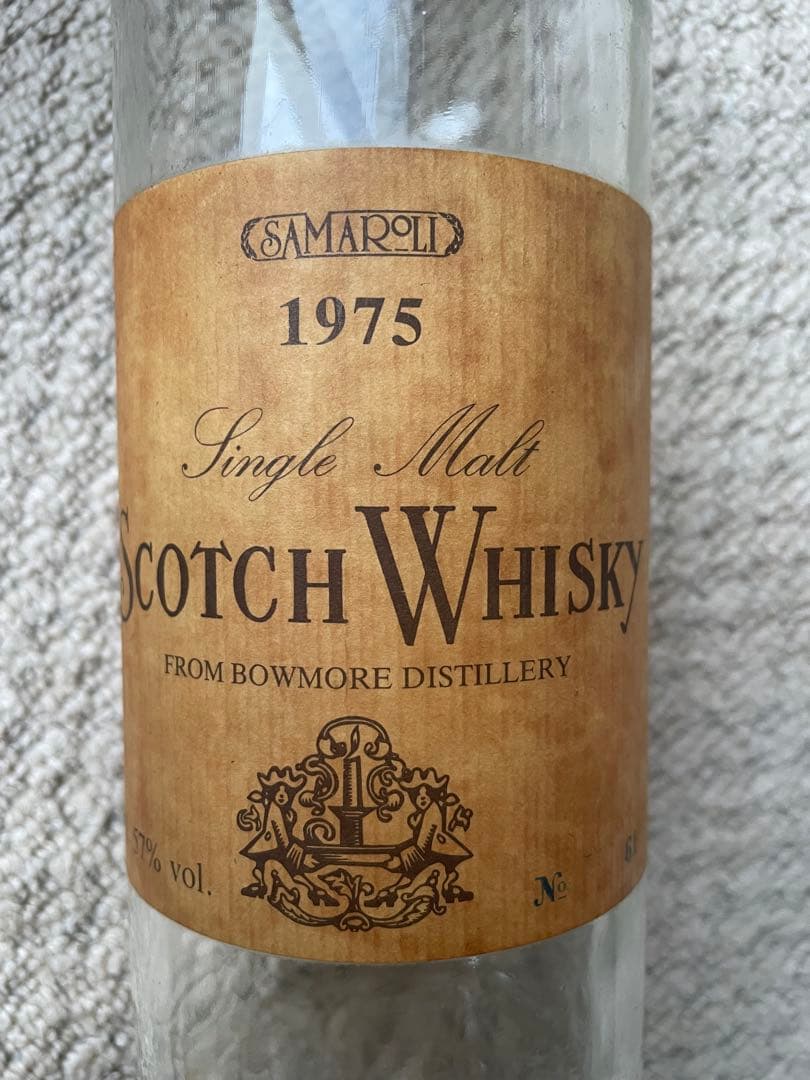 SAMAROLI
1975
Single Malt
SCOTCH WHISKY
FROM BOWMORE DISTILLERY
57% vol.
No